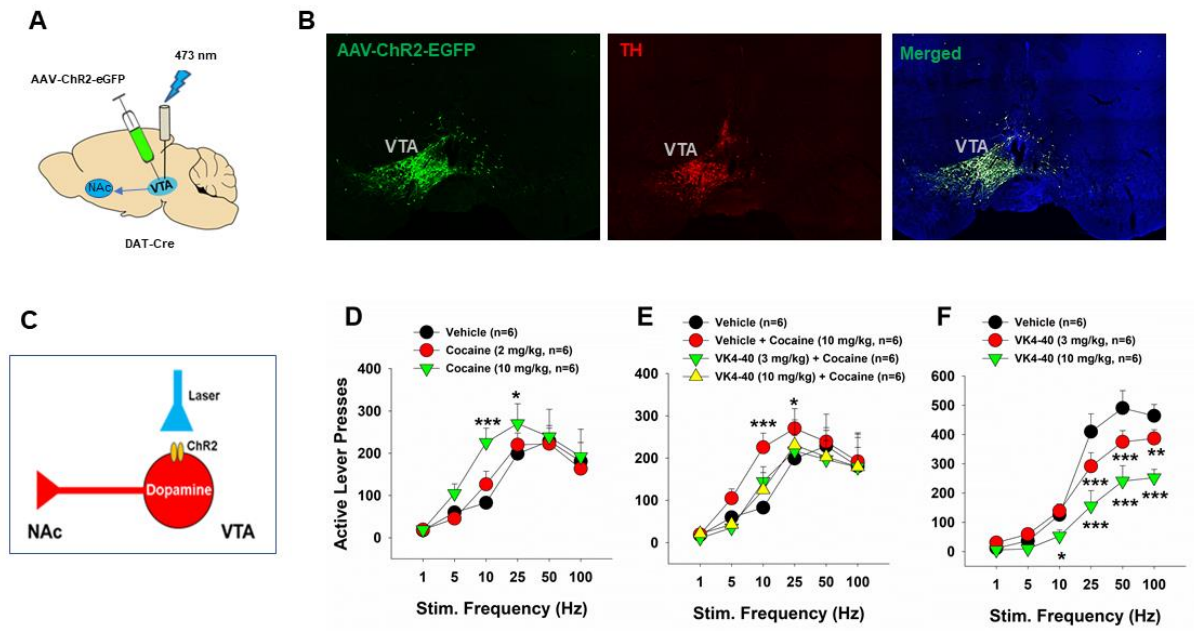 A
473 nm
AAV-ChR2-eGFP
NAc
VTA
DAT-Cre
B
AAV-ChR2-EGFP
VTA
TH
VTA
Merged
VTA
C
Laser
ChR2
Dopamine
NAc
VTA
D
Vehicle (n=6)
Cocaine (2 mg/kg, n=6)
Cocaine (10 mg/kg, n=6)
Active Lever Presses
400
300
200
100
0
***
*
1 5 10 25 50 100
Stim. Frequency (Hz)
E
Vehicle (n=6)
Vehicle + Cocaine (10 mg/kg, n=6)
VK4-40 (3 mg/kg) + Cocaine (n=6)
VK4-40 (10 mg/kg) + Cocaine (n=6)
400
300
200
100
0
***
*
1 5 10 25 50 100
Stim. Frequency (Hz)
F
Vehicle (n=6)
VK4-40 (3 mg/kg, n=6)
VK4-40 (10 mg/kg, n=6)
600
500
400
300
200
100
0
***
***
**
***
***
***
*
1 5 10 25 50 100
Stim. Frequency (Hz)